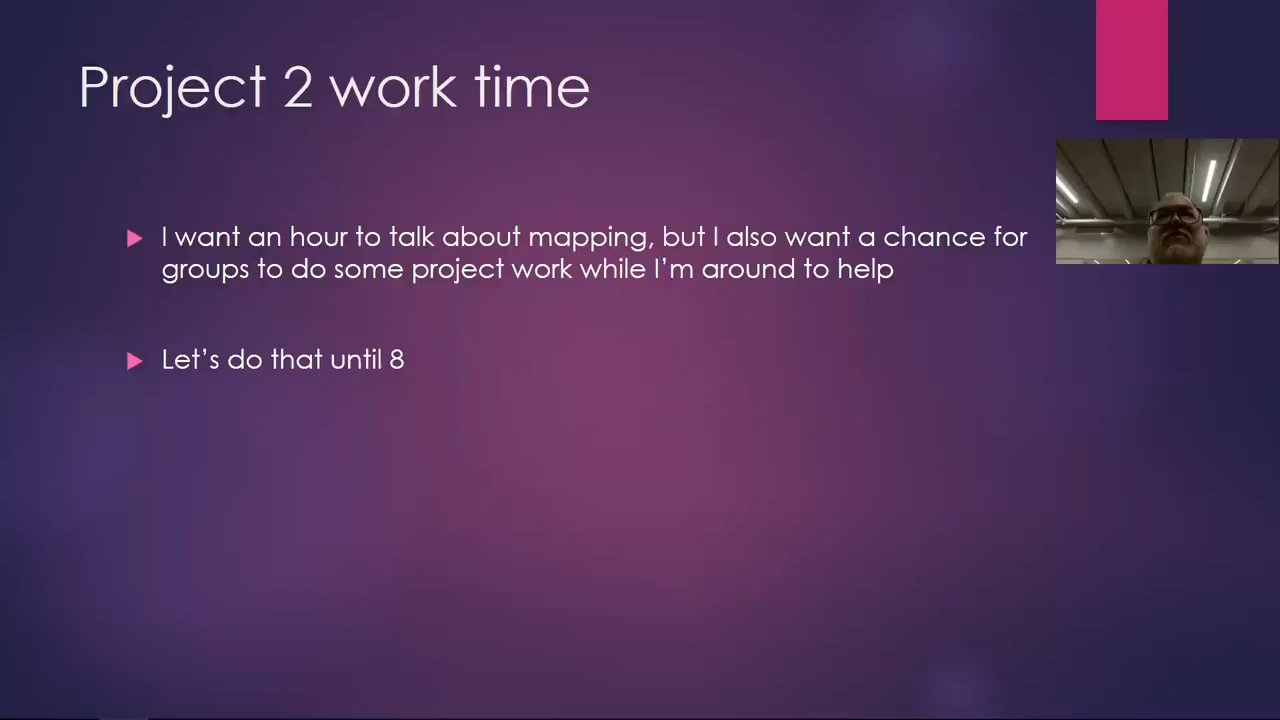 Project 2 work time
I want an hour to talk about mapping, but I also want a chance for
groups to do some project work while I’m around to help
Let’s do that until 8